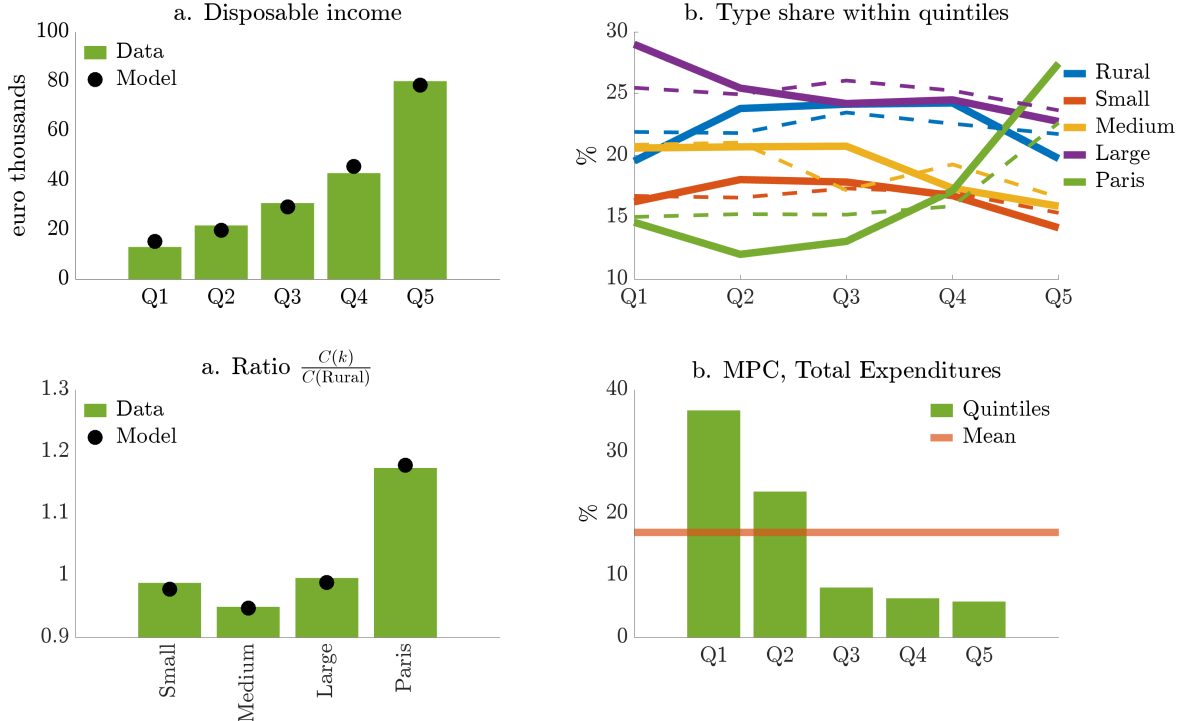 a. Disposable income
euro thousands
100
80
60
40
20
0
Data
Model
Q1 Q2 Q3 Q4 Q5
b. Type share within quintiles
%
30
25
20
15
10
Q1 Q2 Q3 Q4 Q5
Rural
Small
Medium
Large
Paris
a. Ratio C(k)/C(Rural)
1.3
1.2
1.1
1
0.9
Data
Model
Small
Medium
Large
Paris
b. MPC, Total Expenditures
%
40
30
20
10
0
Quintiles
Mean
Q1 Q2 Q3 Q4 Q5